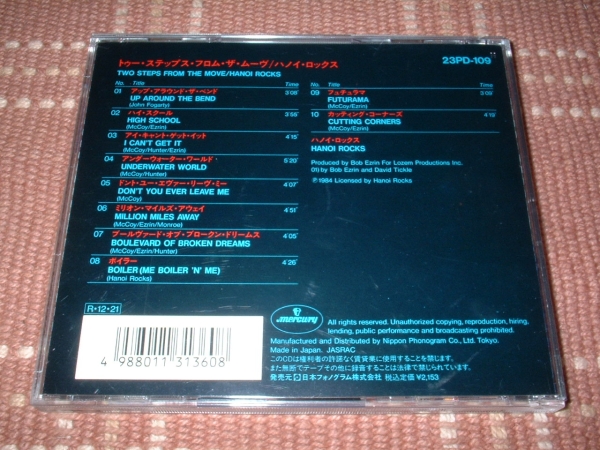 トゥー・ステップス・フロム・ザ・ムーヴ/ハノイ・ロックス
23PD-109
TWO STEPS FROM THE MOVE/HANOI ROCKS
No. Title Time
01 アップ・アラウンド・ザ・ベンド
UP AROUND THE BEND 3'05"
(John Fogarty)
02 ハイ・スクール
HIGH SCHOOL 3'55"
(McCoy/Ezrin)
03 アイ・キャント・ゲット・イット
I CAN'T GET IT 4'15"
(McCoy/Hunter/Ezrin)
04 アンダーウォーター・ワールド
UNDERWATER WORLD 5'20"
(McCoy/Hunter)
05 ドント・ユー・エヴァー・リーヴ・ミー
DON'T YOU EVER LEAVE ME 4'07"
(McCoy)
06 ミリオン・マイルズ・アウェイ
MILLION MILES AWAY 4'51"
(McCoy/Ezrin/Monroe)
07 ブールヴァード・オブ・ブロークン・ドリームス
BOULEVARD OF BROKEN DREAMS 4'05"
(McCoy/Ezrin/Hunter)
08 ボイラー
BOILER (ME BOILER 'N' ME) 4'26"
(Hanoi Rocks)
No. Title Time
09 フュチュラマ
FUTURAMA 3'09"
(McCoy/Ezrin)
10 カッティング・コーナーズ
CUTTING CORNERS 4'15"
(McCoy/Hunter/Ezrin)
ハノイ・ロックス
HANOI ROCKS
Produced by Bob Ezrin For Lozem Productions Inc.
(01) by Bob Ezrin and David Tickle
℗1984 Licensed by Hanoi Rocks
R・12・21
4 988011 313608
mercury
All rights reserved. Unauthorized copying, reproduction, hiring,
lending, public performance and broadcasting prohibited.
Manufactured and Distributed by Nippon Phonogram Co., Ltd. Tokyo.
Made in Japan. JASRAC
このCDは権利者の許諾なく賃貸業に使用することを禁じます。
また無断でテープその他に録音することは法律で禁じられています。
発売元 日本フォノグラム株式会社 税込定価¥2,153